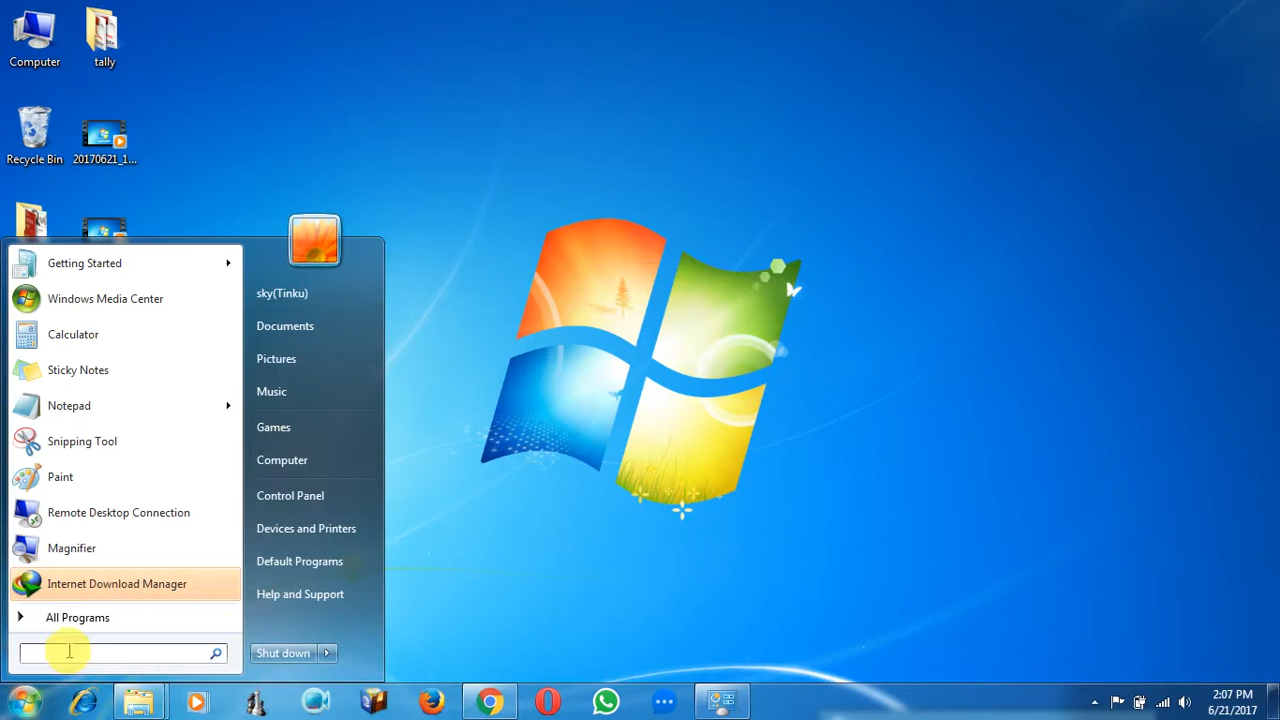 Computer
tally
Recycle Bin
20170621_1...
Getting Started
Windows Media Center
Calculator
Sticky Notes
Notepad
Snipping Tool
Paint
Remote Desktop Connection
Magnifier
Internet Download Manager
All Programs
sky(Tinku)
Documents
Pictures
Music
Games
Computer
Control Panel
Devices and Printers
Default Programs
Help and Support
Shut down
2:07 PM
6/21/2017